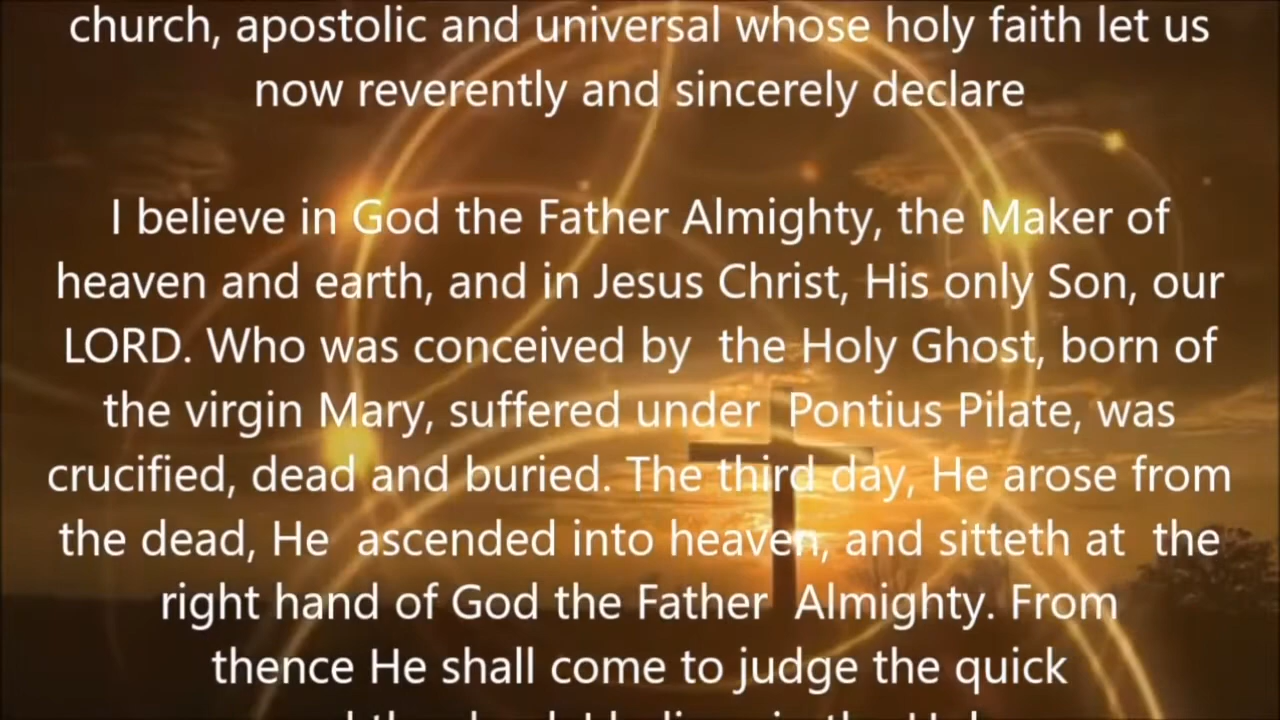 church, apostolic and universal whose holy faith let us
now reverently and sincerely declare
I believe in God the Father Almighty, the Maker of
heaven and earth, and in Jesus Christ, His only Son, our
LORD. Who was conceived by the Holy Ghost, born of
the virgin Mary, suffered under Pontius Pilate, was
crucified, dead and buried. The third day, He arose from
the dead, He ascended into heaven, and sitteth at the
right hand of God the Father Almighty. From
thence He shall come to judge the quick